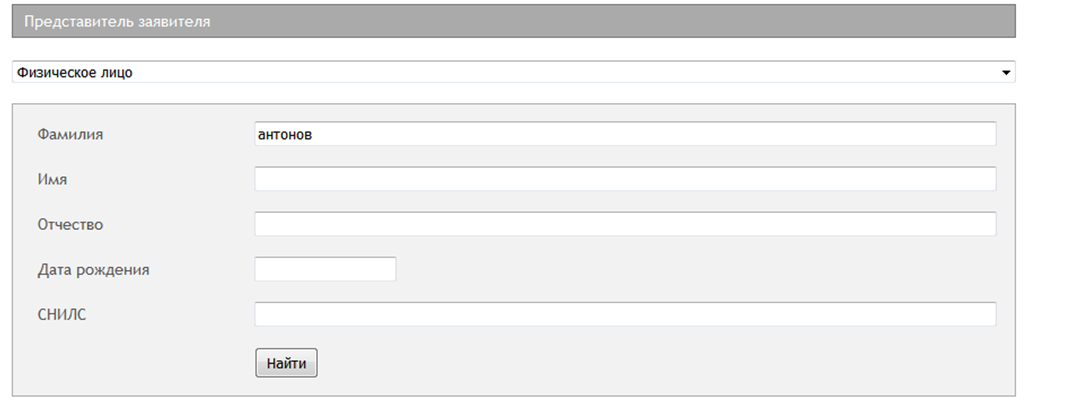 Представитель заявителя
Физическое лицо
Фамилия антонов
Имя
Отчество
Дата рождения
СНИЛС
Найти